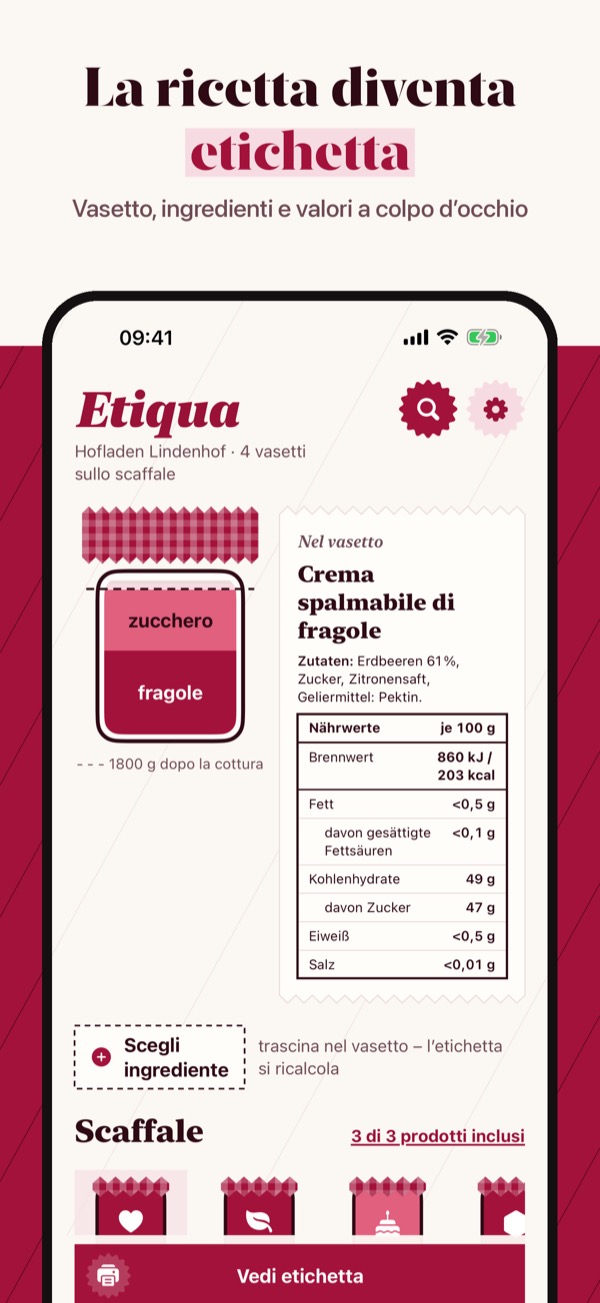 La ricetta diventa
etichetta
Vasetto, ingredienti e valori a colpo d’occhio
09:41
Etiqua
Hofladen Lindenhof · 4 vasetti
sullo scaffale
zucchero
fragole
- - - 1800 g dopo la cottura
Nel vasetto
Crema
spalmabile di
fragole
Zutaten: Erdbeeren 61 %,
Zucker, Zitronensaft,
Geliermittel: Pektin.
Nährwerte je 100 g
Brennwert 860 kJ /
203 kcal
Fett <0,5 g
davon gesättigte <0,1 g
Fettsäuren
Kohlenhydrate 49 g
davon Zucker 47 g
Eiweiß <0,5 g
Salz <0,01 g
Scegli
ingrediente
trascina nel vasetto – l’etichetta
si ricalcola
Scaffale
3 di 3 prodotti inclusi
Vedi etichetta